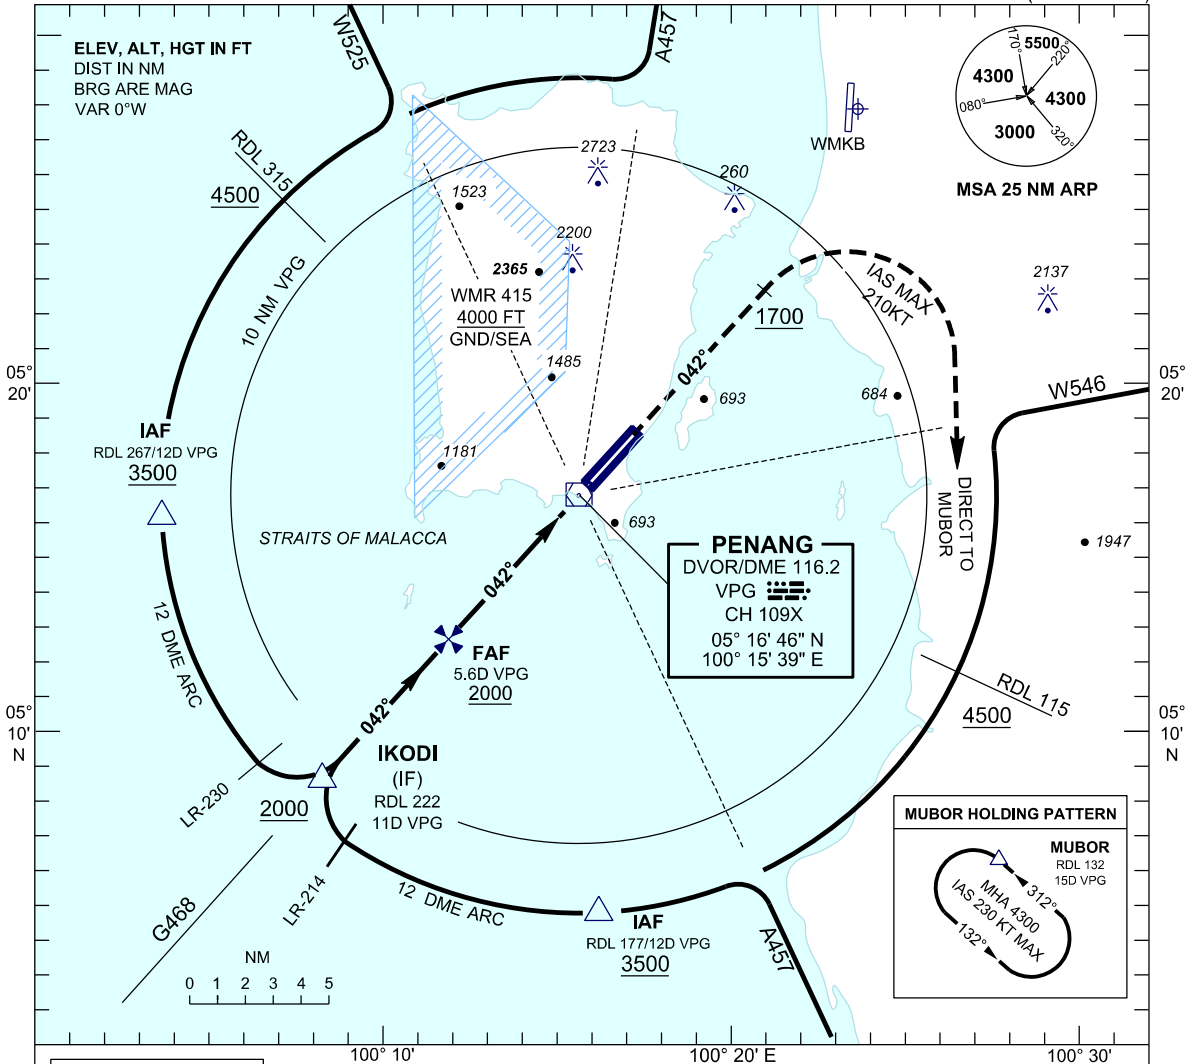 ELEV, ALT, HGT IN FT
DIST IN NM
BRG ARE MAG
VAR 0°W
W525
A457
170°
5500
220°
4300
4300
080°
3000
320°
MSA 25 NM ARP
WMKB
RDL 315
4500
2723
260
1523
2200
2365
WMR 415
4000 FT
GND/SEA
10 NM VPG
1485
1181
IAS MAX
210KT
1700
2137
042°
693
684
W546
05°
20'
05°
20'
IAF
RDL 267/12D VPG
3500
STRAITS OF MALACCA
693
DIRECT TO
MUBOR
1947
PENANG
DVOR/DME 116.2
VPG
CH 109X
05° 16' 46" N
100° 15' 39" E
042°
FAF
5.6D VPG
2000
12 DME ARC
042°
RDL 115
4500
05°
10'
N
05°
10'
N
IKODI
(IF)
RDL 222
11D VPG
LR-230
2000
LR-214
G468
12 DME ARC
IAF
RDL 177/12D VPG
3500
A457
NM
0 1 2 3 4 5
MUBOR HOLDING PATTERN
MUBOR
RDL 132
15D VPG
312°
MHA 4300
IAS 230 KT MAX
132°
100° 10'
100° 20' E
100° 30'